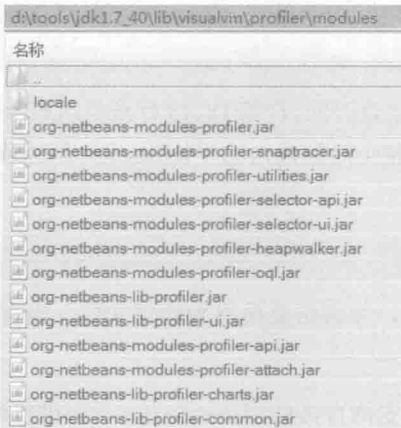 d:\tools\jdk1.7_40\lib\visualvm\profiler\modules
名称
..
locale
org-netbeans-modules-profiler.jar
org-netbeans-modules-profiler-snaptracer.jar
org-netbeans-modules-profiler-utilities.jar
org-netbeans-modules-profiler-selector-api.jar
org-netbeans-modules-profiler-selector-ui.jar
org-netbeans-modules-profiler-heapwalker.jar
org-netbeans-modules-profiler-oql.jar
org-netbeans-lib-profiler.jar
org-netbeans-lib-profiler-ui.jar
org-netbeans-modules-profiler-api.jar
org-netbeans-modules-profiler-attach.jar
org-netbeans-lib-profiler-charts.jar
org-netbeans-lib-profiler-common.jar